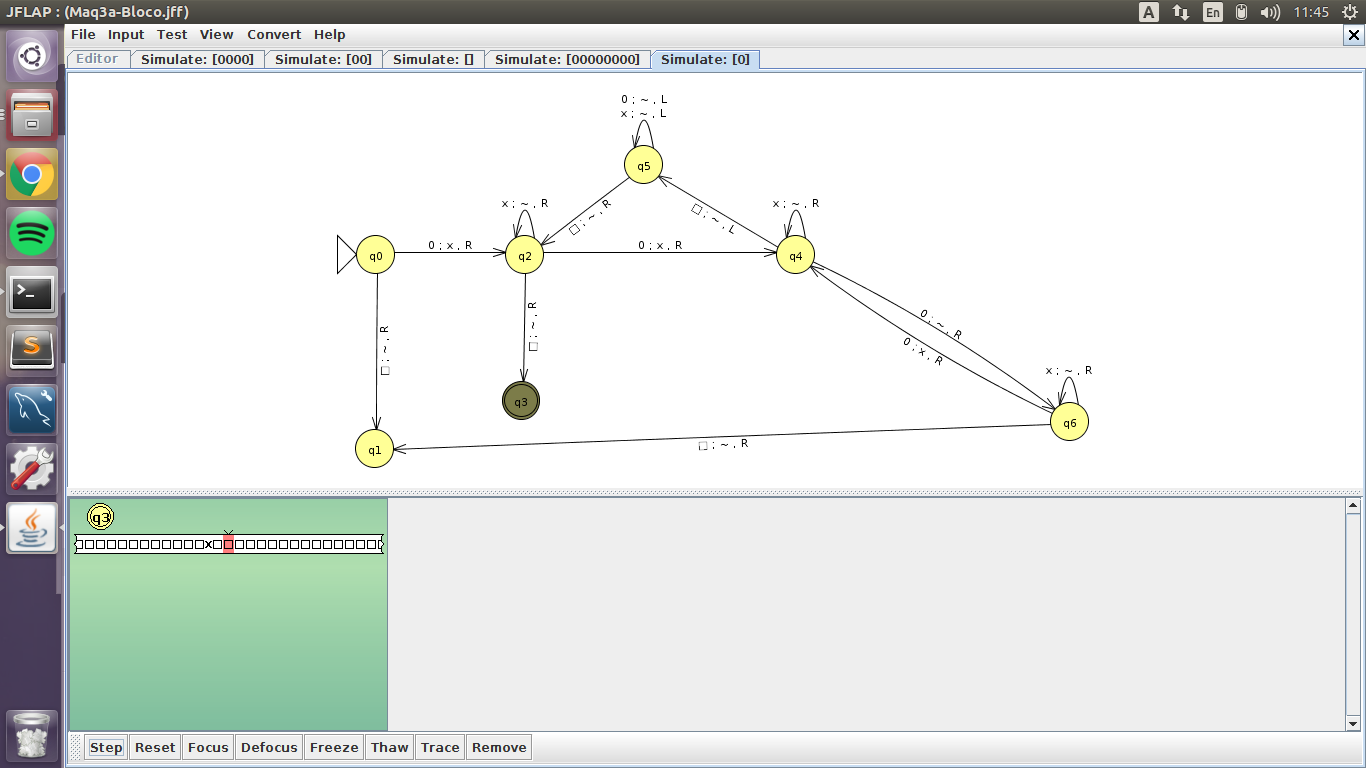 JFLAP : (Maq3a-Bloco.jff)
A En 11:45
File Input Test View Convert Help
Editor Simulate: [0000] Simulate: [00] Simulate: [] Simulate: [00000000] Simulate: [0]
0 ; ~ , L
x ; ~ , L
q5
x ; ~ , R
x ; ~ , R
□ ; ~ , R
□ ; ~ , L
q0
0 ; x , R
q2
0 ; x , R
q4
□ ; ~ , R
□ ; ~ , R
0 ; ~ , R
0 ; x , R
x ; ~ , R
q3
q6
q1
□ ; ~ , R
q3
x
Step Reset Focus Defocus Freeze Thaw Trace Remove